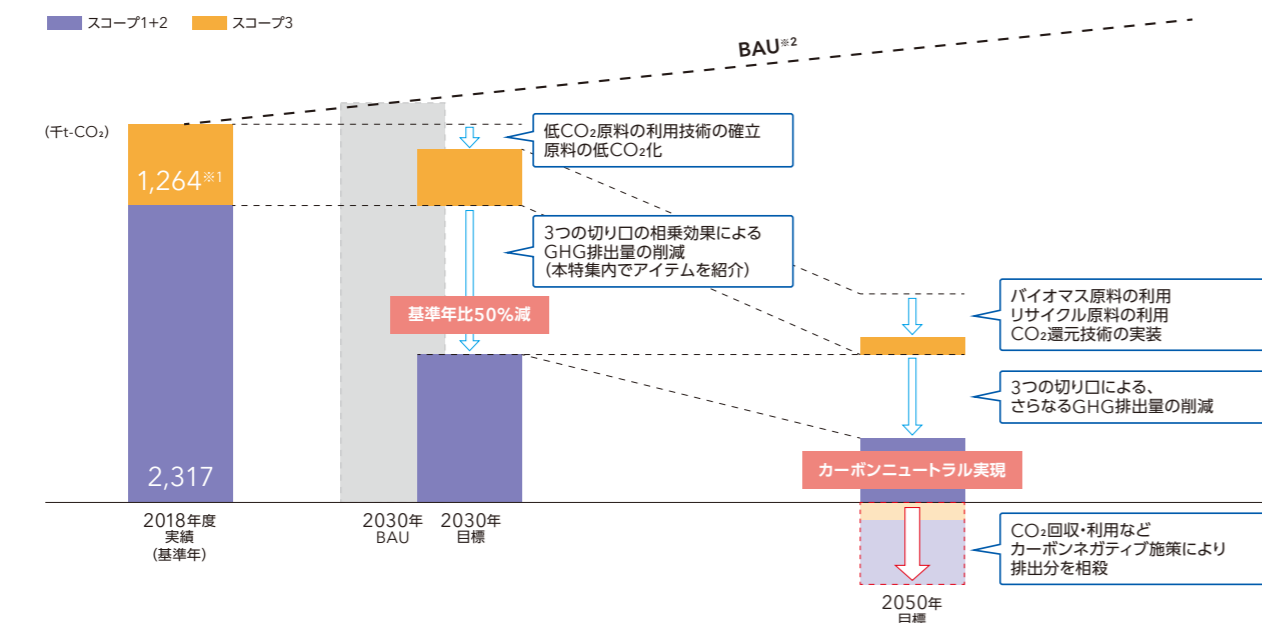 スコープ1+2 スコープ3
BAU※2
(千t-CO₂)
1,264※1
2,317
低CO₂原料の利用技術の確立
原料の低CO₂化
3つの切り口の相乗効果による
GHG排出量の削減
(本特集内でアイテムを紹介)
基準年比50%減
バイオマス原料の利用
リサイクル原料の利用
CO₂還元技術の実装
3つの切り口による、
さらなるGHG排出量の削減
カーボンニュートラル実現
CO₂回収・利用など
カーボンネガティブ施策により
排出分を相殺
2018年度
実績
(基準年)
2030年
BAU
2030年
目標
2050年
目標